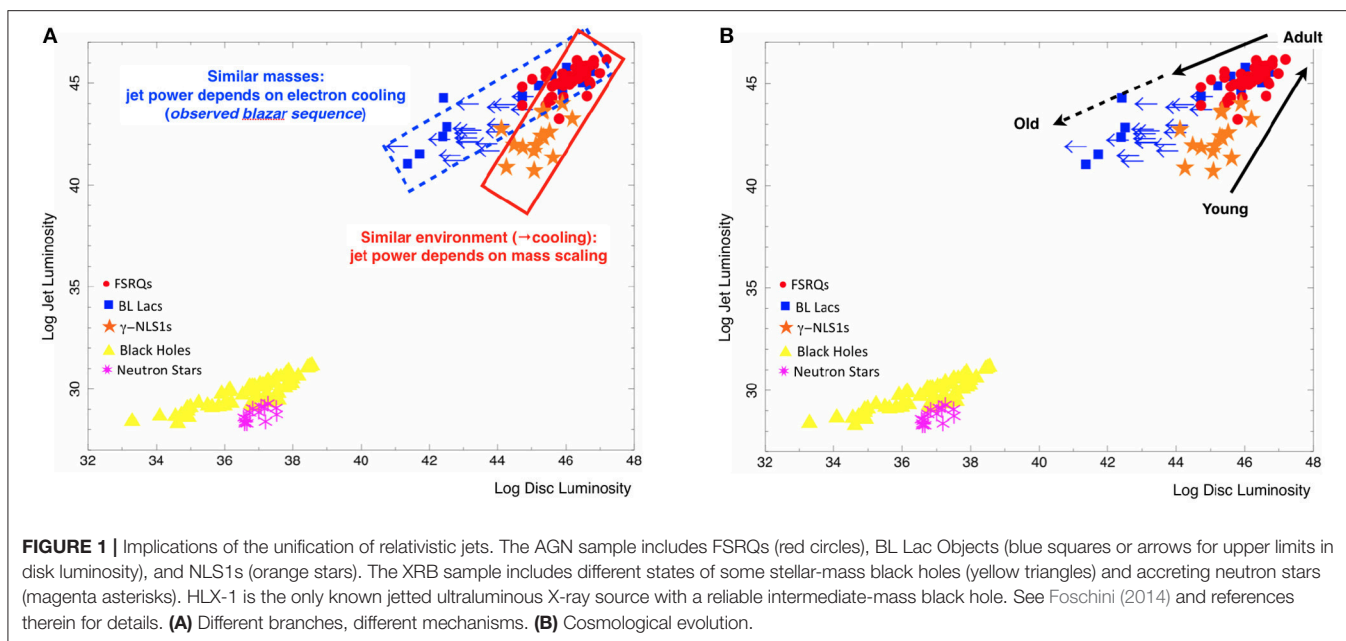 A
Similar masses:
jet power depends on electron cooling
(observed blazar sequence)
Similar environment (→cooling):
jet power depends on mass scaling
FSRQs
BL Lacs
γ−NLS1s
Black Holes
Neutron Stars
Log Jet Luminosity
45
40
35
30
32 34 36 38 40 42 44 46 48
Log Disc Luminosity
B
Adult
Old
Young
FSRQs
BL Lacs
γ−NLS1s
Black Holes
Neutron Stars
Log Jet Luminosity
45
40
35
30
32 34 36 38 40 42 44 46 48
Log Disc Luminosity
FIGURE 1 | Implications of the unification of relativistic jets. The AGN sample includes FSRQs (red circles), BL Lac Objects (blue squares or arrows for upper limits in
disk luminosity), and NLS1s (orange stars). The XRB sample includes different states of some stellar-mass black holes (yellow triangles) and accreting neutron stars
(magenta asterisks). HLX-1 is the only known jetted ultraluminous X-ray source with a reliable intermediate-mass black hole. See Foschini (2014) and references
therein for details. (A) Different branches, different mechanisms. (B) Cosmological evolution.